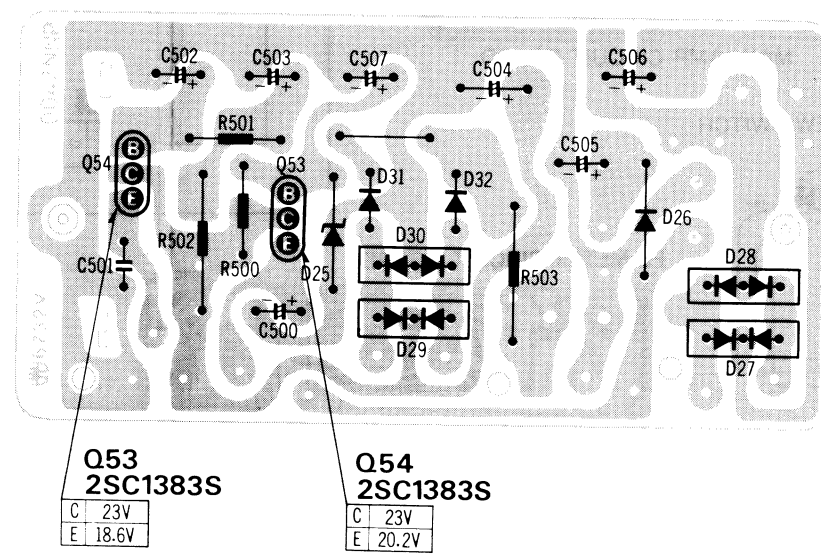 C502
C503
C507
C504
C506
R501
C505
Q54
B
C
E
Q53
B
C
E
D31
D32
D26
R502
R500
D25
D30
R503
D28
C501
C500
D29
D27
Q53
2SC1383S
C 23V
E 18.6V
Q54
2SC1383S
C 23V
E 20.2V